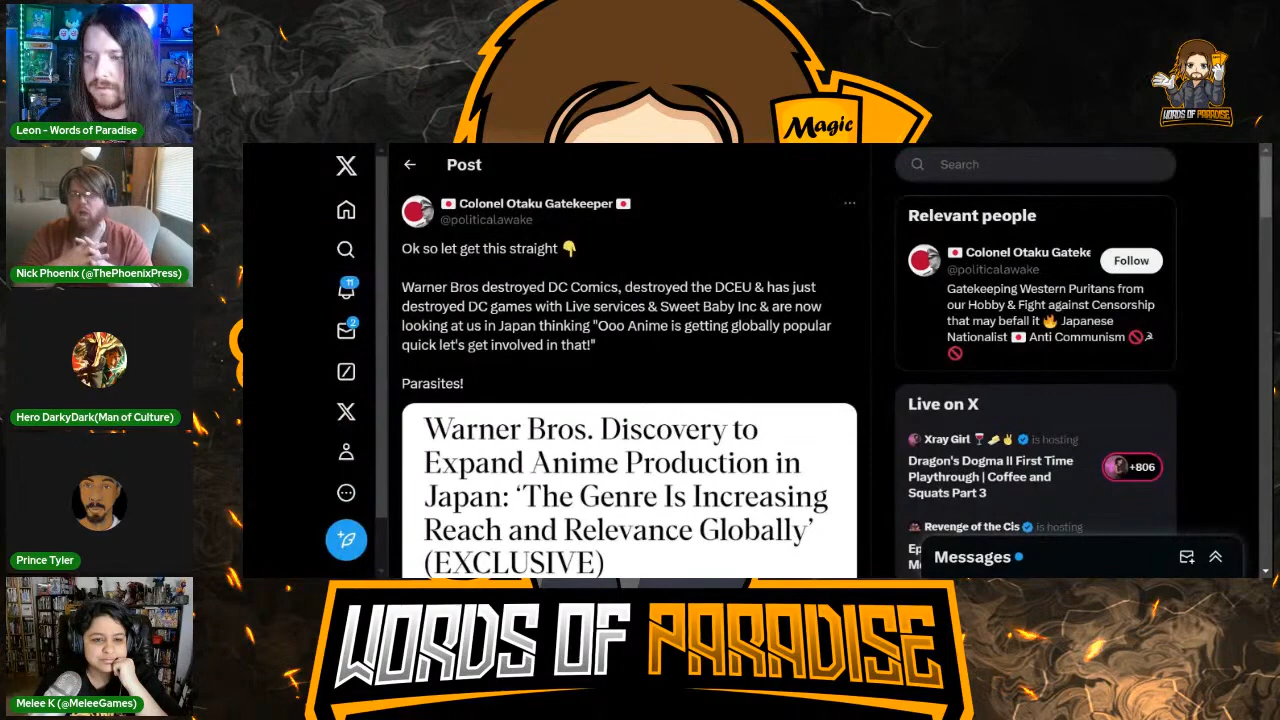 Leon - Words of Paradise
Nick Phoenix (@ThePhoenixPress)
Hero DarkyDark(Man of Culture)
Prince Tyler
Melee K (@MeleeGames)
Magic
WORDS OF PARADISE
Post
Colonel Otaku Gatekeeper
@politicalawake
Ok so let get this straight
Warner Bros destroyed DC Comics, destroyed the DCEU & has just
destroyed DC games with Live services & Sweet Baby Inc & are now
looking at us in Japan thinking "Ooo Anime is getting globally popular
quick let's get involved in that!"
Parasites!
Warner Bros. Discovery to
Expand Anime Production in
Japan: ‘The Genre Is Increasing
Reach and Relevance Globally’
(EXCLUSIVE)
11
2
Search
Relevant people
Colonel Otaku Gateke
@politicalawake
Follow
Gatekeeping Western Puritans from
our Hobby & Fight against Censorship
that may befall it Japanese
Nationalist Anti Communism
Live on X
Xray Girl is hosting
Dragon's Dogma II First Time
Playthrough | Coffee and
Squats Part 3
+806
Revenge of the Cis is hosting
Messages
WORDS OF PARADISE